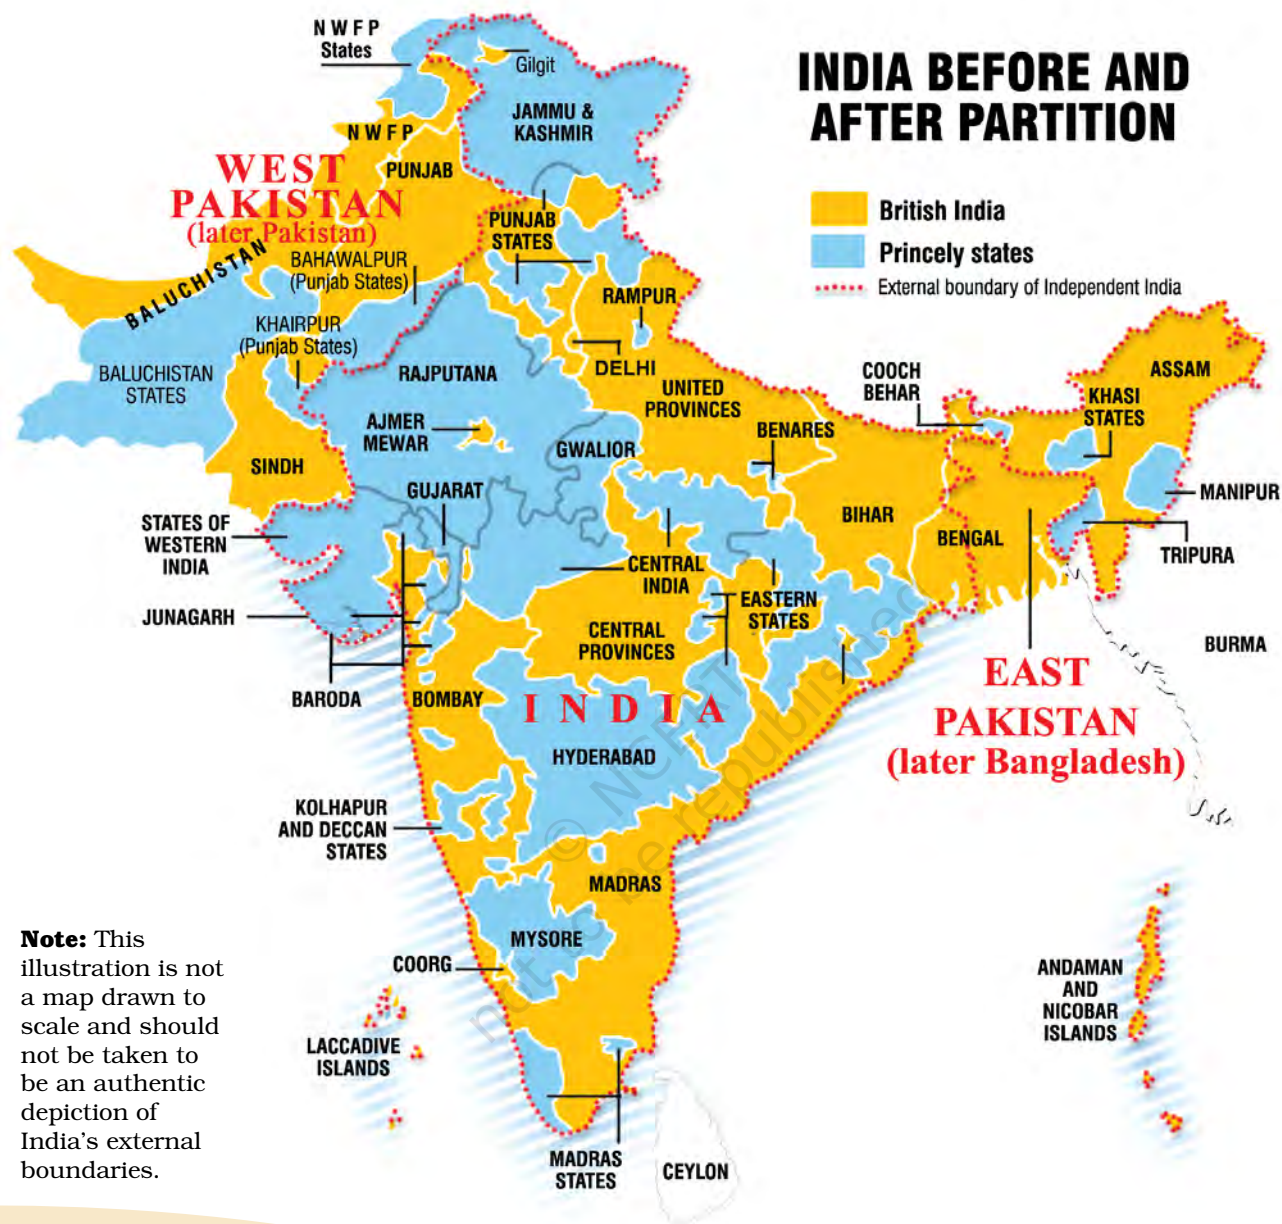 N W F P
States
Gilgit
INDIA BEFORE AND
AFTER PARTITION
JAMMU &
KASHMIR
N W F P
WEST
PAKISTAN
(later Pakistan)
PUNJAB
British India
PUNJAB
STATES
Princely states
BALUCHISTAN
BAHAWALPUR
(Punjab States)
External boundary of Independent India
RAMPUR
KHAIRPUR
(Punjab States)
BALUCHISTAN
STATES
RAJPUTANA
DELHI
UNITED
PROVINCES
COOCH
BEHAR
ASSAM
KHASI
STATES
AJMER
MEWAR
GWALIOR
BENARES
SINDH
GUJARAT
MANIPUR
STATES OF
WESTERN
INDIA
BIHAR
BENGAL
TRIPURA
CENTRAL
INDIA
EASTERN
STATES
JUNAGARH
CENTRAL
PROVINCES
BURMA
BARODA
BOMBAY
INDIA
EAST
PAKISTAN
(later Bangladesh)
HYDERABAD
KOLHAPUR
AND DECCAN
STATES
© NCERT
not to be republished
MADRAS
MYSORE
COORG
Note: This
illustration is not
a map drawn to
scale and should
not be taken to
be an authentic
depiction of
India's external
boundaries.
ANDAMAN
AND
NICOBAR
ISLANDS
LACCADIVE
ISLANDS
MADRAS
STATES
CEYLON